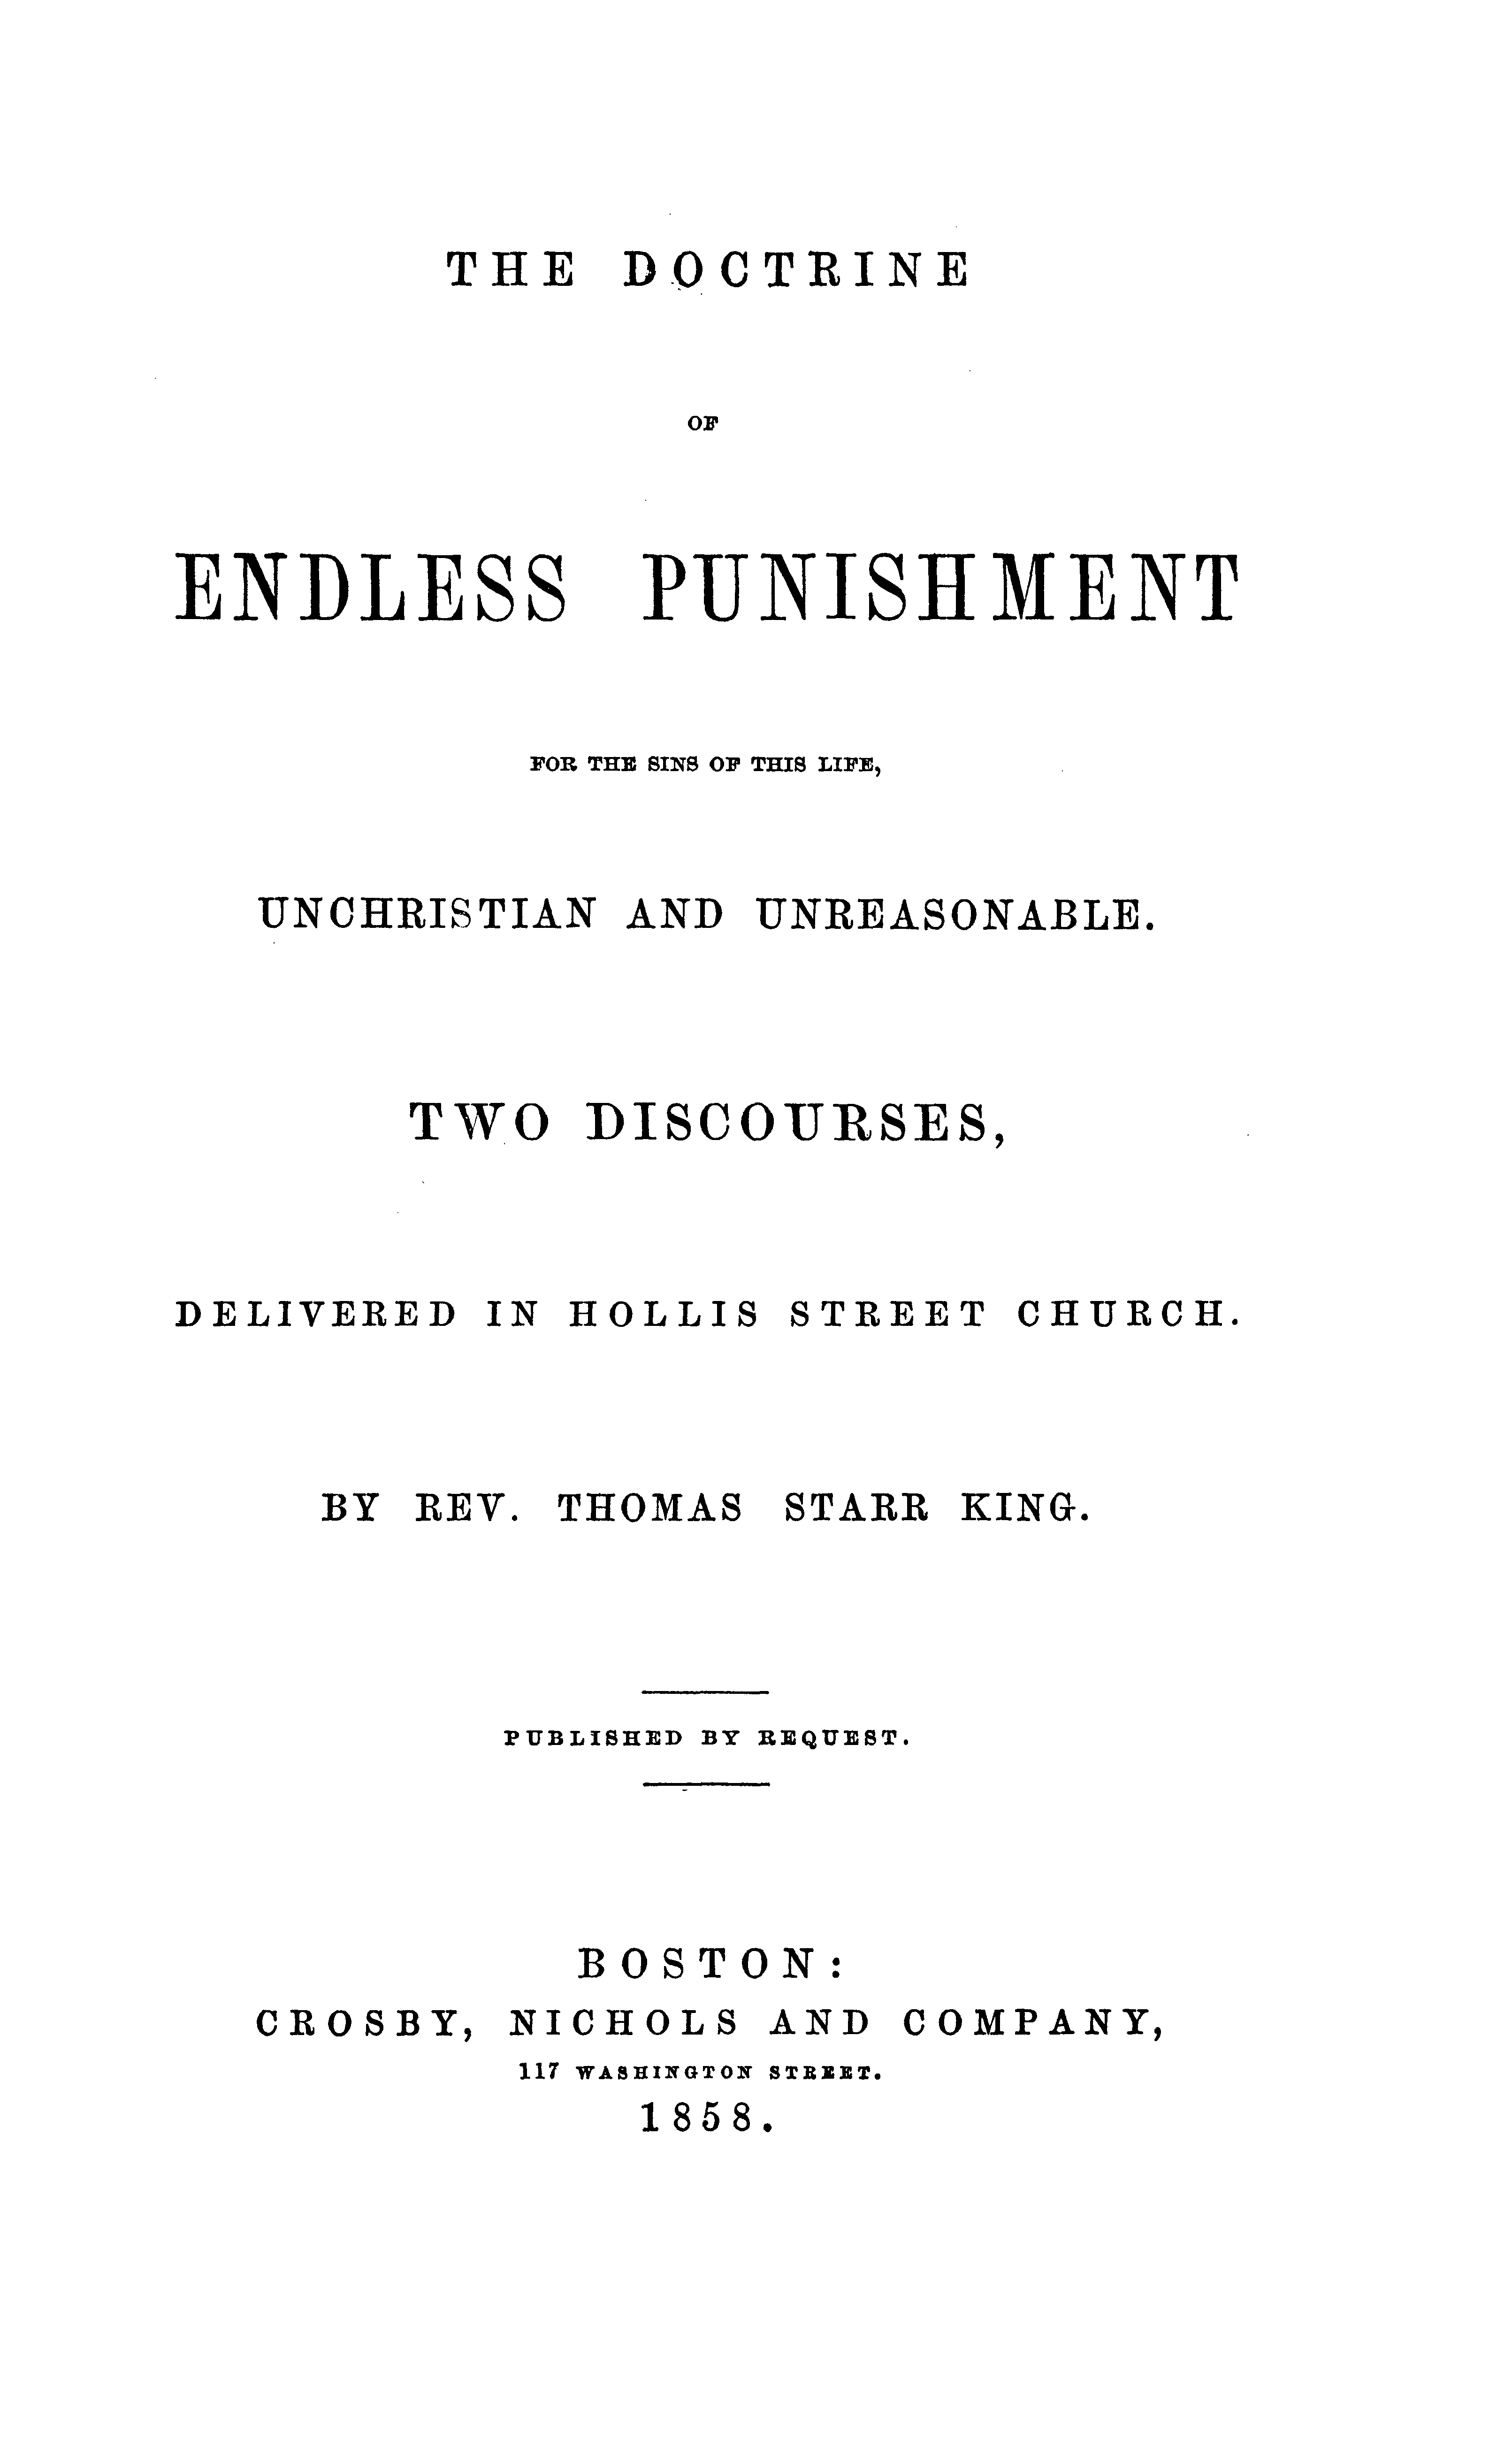 THE DOCTRINE
OF
ENDLESS PUNISHMENT
FOR THE SINS OF THIS LIFE,
UNCHRISTIAN AND UNREASONABLE.
TWO DISCOURSES,
DELIVERED IN HOLLIS STREET CHURCH.
BY REV. THOMAS STARR KING.
PUBLISHED BY REQUEST.
BOSTON:
CROSBY, NICHOLS AND COMPANY,
117 WASHINGTON STREET.
1858.